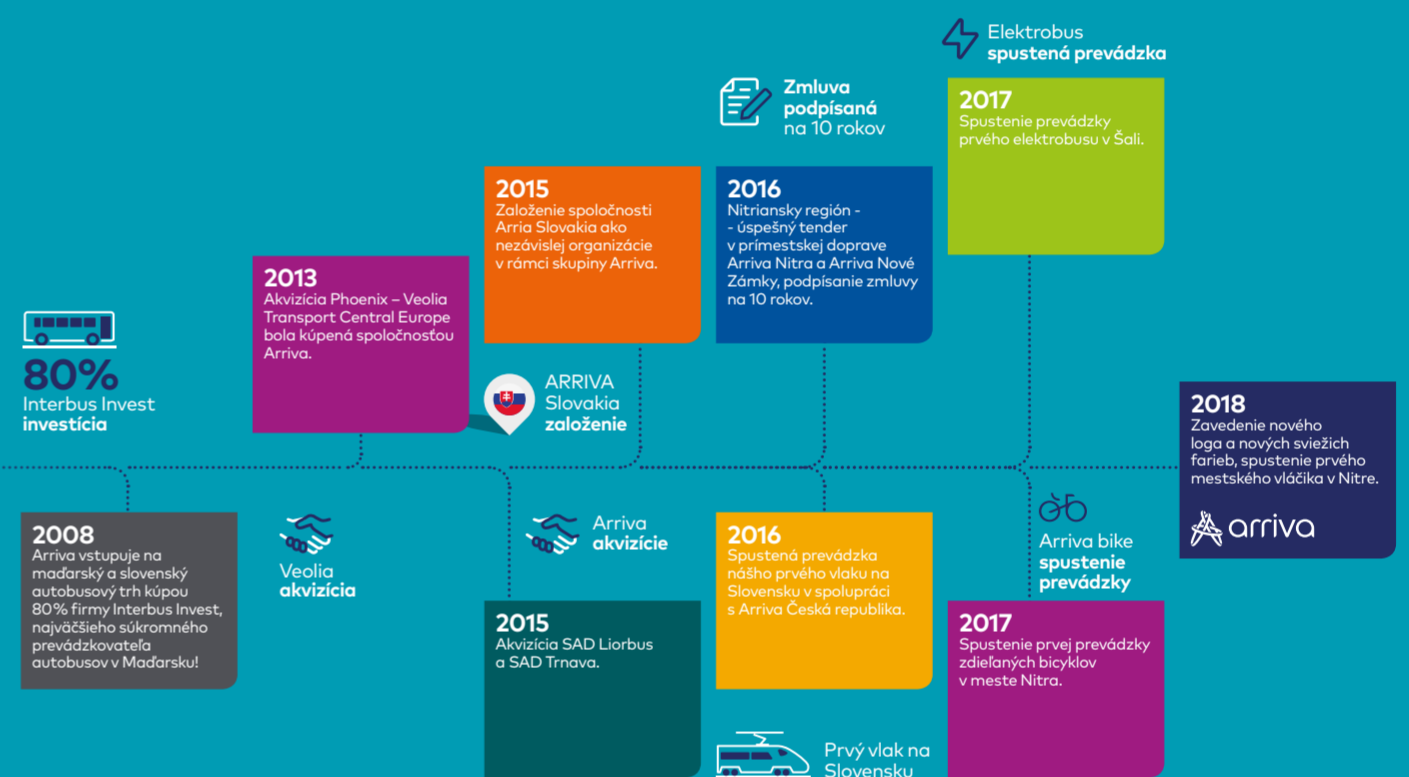 80%
Interbus Invest
investícia
2008
Arriva vstupuje na
maďarský a slovenský
autobusový trh kúpou
80% firmy Interbus Invest,
najväčšieho súkromného
prevádzkovateľa
autobusov v Maďarsku!
2013
Akvizícia Phoenix – Veolia
Transport Central Europe
bola kúpená spoločnosťou
Arriva.
Veolia
akvizícia
2015
Založenie spoločnosti
Arria Slovakia ako
nezávislej organizácie
v rámci skupiny Arriva.
ARRIVA
Slovakia
založenie
Arriva
akvizície
2015
Akvizícia SAD Liorbus
a SAD Trnava.
Zmluva
podpísaná
na 10 rokov
2016
Nitriansky región -
- úspešný tender
v prímestskej doprave
Arriva Nitra a Arriva Nové
Zámky, podpísanie zmluvy
na 10 rokov.
2016
Spustená prevádzka
nášho prvého vlaku na
Slovensku v spolupráci
s Arriva Česká republika.
Prvý vlak na
Slovensku
Elektrobus
spustená prevádzka
2017
Spustenie prevádzky
prvého elektrobusu v Šali.
Arriva bike
spustenie
prevádzky
2017
Spustenie prvej prevádzky
zdieľaných bicyklov
v meste Nitra.
2018
Zavedenie nového
loga a nových sviežich
farieb, spustenie prvého
mestského vláčika v Nitre.
arriva